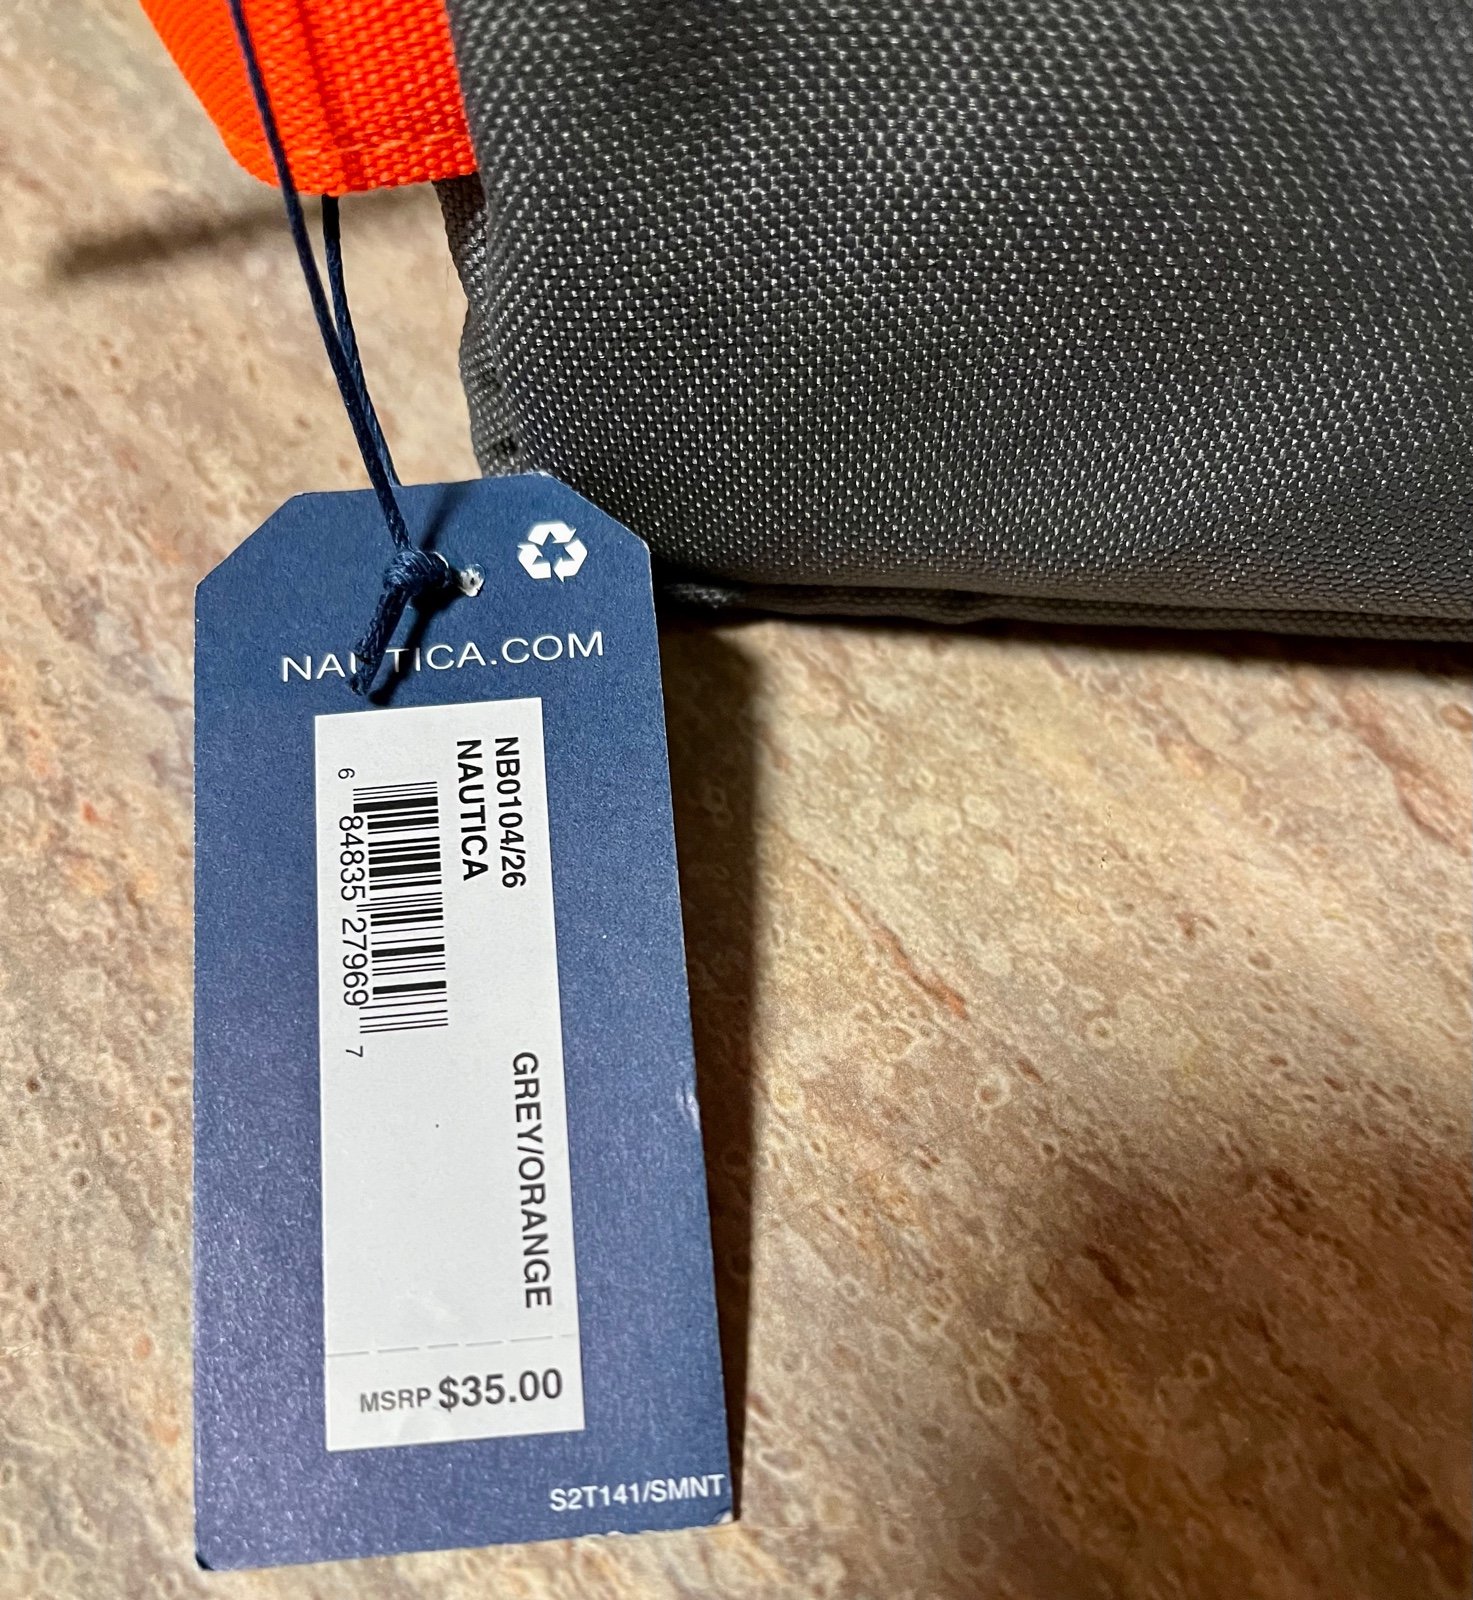 NAUTICA.COM
NB0104/26
NAUTICA
GREY/ORANGE
6 84835 27969 7
MSRP $35.00
S2T141/SMNT